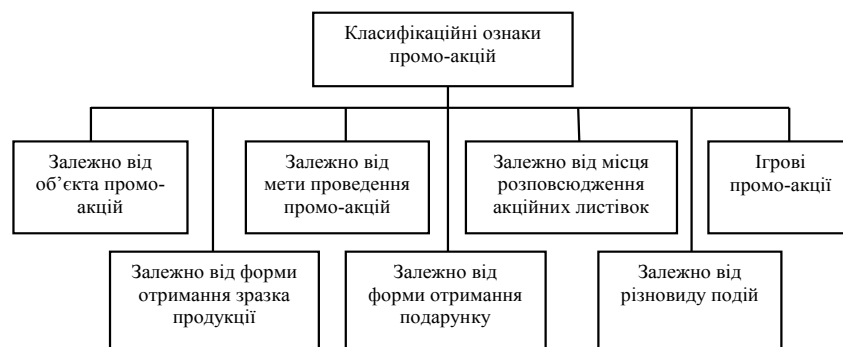 Класифікаційні ознаки
промо-акцій
Залежно від
об’єкта промо-
акцій
Залежно від
мети проведення
промо-акцій
Залежно від місця
розповсюдження
акційних листівок
Ігрові
промо-акції
Залежно від форми
отримання зразка
продукції
Залежно від
форми отримання
подарунку
Залежно від
різновиду подій